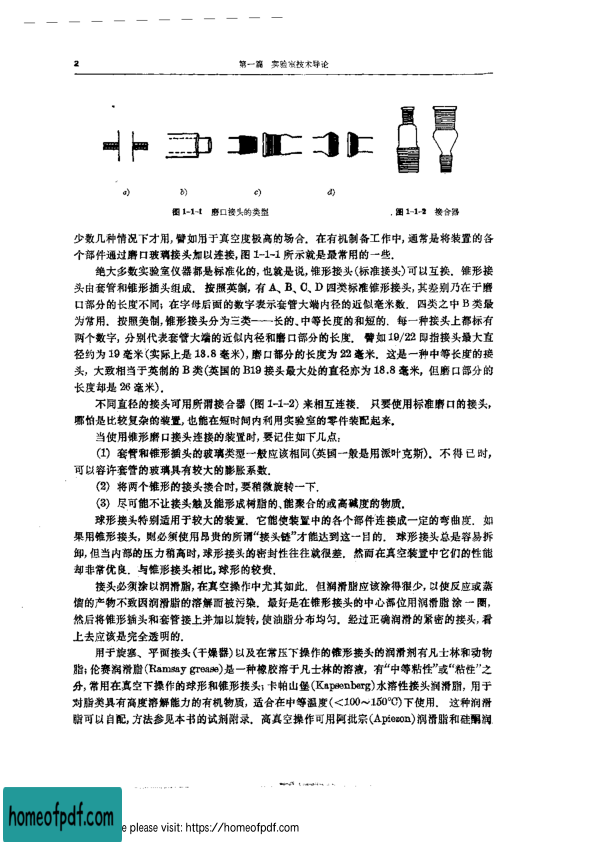 2
第一篇 实验室技术导论
a) b) c) d)
图1-1-1 磨口接头的类型
图1-1-2 接合器
少数几种情况下才用,譬如用于真空度极高的场合. 在有机制备工作中,通常是将装置的各
个部件通过磨口玻璃接头加以连接,图1-1-1所示就是最常用的一些.
绝大多数实验室仪器都是标准化的,也就是说,锥形接头(标准接头)可以互换. 锥形接
头由套管和锥形插头组成. 按照英制,有A、B、C、D四类标准锥形接头,其差别乃在于磨
口部分的长度不同;在字母后面的数字表示套管大端内径的近似毫米数. 四类之中B类最
为常用. 按照美制,锥形接头分为三类——长的、中等长度的和短的. 每一种接头上都标有
两个数字,分别代表套管大端的近似内径和磨口部分的长度. 譬如19/22即指接头最大直
径约为19毫米(实际上是18.8毫米),磨口部分的长度为22毫米. 这是一种中等长度的接
头,大致相当于英制的B类(英国的B19接头最大处的直径亦为18.8毫米,但磨口部分的
长度却是26毫米).
不同直径的接头可用所谓接合器(图1-1-2)来相互连接. 只要使用标准磨口的接头,
哪怕是比较复杂的装置,也能在短时间内利用实验室的零件装配起来.
当使用锥形磨口接头连接的装置时,要记住如下几点:
(1) 套管和锥形插头的玻璃类型一般应该相同(英国一般是用派叶克斯). 不得已时,
可以容许套管的玻璃具有较大的膨胀系数.
(2) 将两个锥形的接头接合时,要稍微旋转一下.
(3) 尽可能不让接头触及能形成树脂的、能聚合的或高碱度的物质.
球形接头特别适用于较大的装置. 它能使装置中的各个部件连接成一定的弯曲度. 如
果用锥形接头,则必须使用昂贵的所谓“接头链”才能达到这一目的. 球形接头总是容易拆
卸,但当内部的压力稍高时,球形接头的密封性往往就很差. 然而在真空装置中它们的性能
却非常优良. 与锥形接头相比,球形的较贵.
接头必须涂以润滑脂,在真空操作中尤其如此. 但润滑脂应该涂得很少,以使反应或蒸
馏的产物不致因润滑脂的溶解而被污染. 最好是在锥形接头的中心部位用润滑脂涂一圈,
然后将锥形插头和套管接上并加以旋转,使油脂分布均匀. 经过正确润滑的紧密的接头,看
上去应该是完全透明的.
用于旋塞、平面接头(干燥器)以及在常压下操作的锥形接头的润滑剂有凡士林和动物
脂;伦赛润滑脂(Ramsay grease)是一种橡胶溶于凡士林的溶液,有“中等粘性”或“粘性”之
分,常用在真空下操作的球形和锥形接头;卡帕山堡(Kapsenberg)水溶性接头润滑脂,用于
对脂类具有高度溶解能力的有机物质,适合在中等温度(<100～150°C)下使用. 这种润滑
脂可以自配,方法参见本书的试剂附录. 高真空操作可用阿批宗(Apiezon)润滑脂和硅酮润
homeofpdf.com
e please visit: https://homeofpdf.com